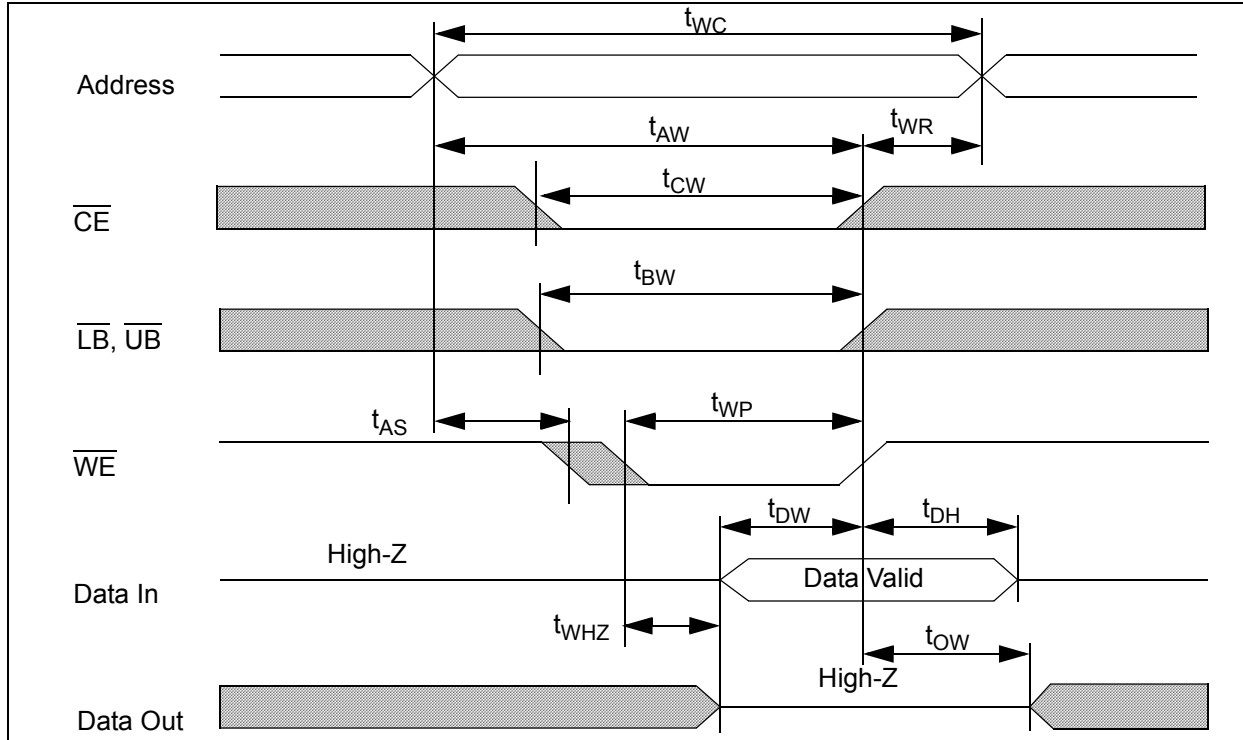 tWC
Address
tAW
tWR
tCW
CE
tBW
LB, UB
tAS
tWP
WE
tDW
tDH
High-Z
Data Valid
Data In
tWHZ
tOW
High-Z
Data Out